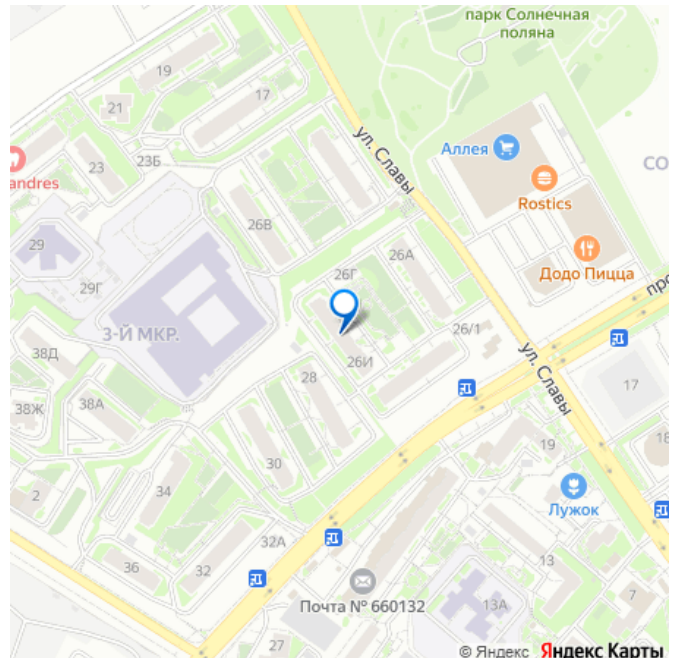 парк Солнечная
поляна
19
17
21
ул. Славы
Аллея
andres
23
23Б
СО
Rostics
26В
26А
29
Додо Пицца
26Г
29Г
про
3-Й МКР.
26/1
38Д
26И
ул. Славы
28
17
38Ж
38А
18
19
30
34
Лужок
2
32А
36
32
13
Почта № 660132
7
13А
27
© Яндекс Яндекс Карты